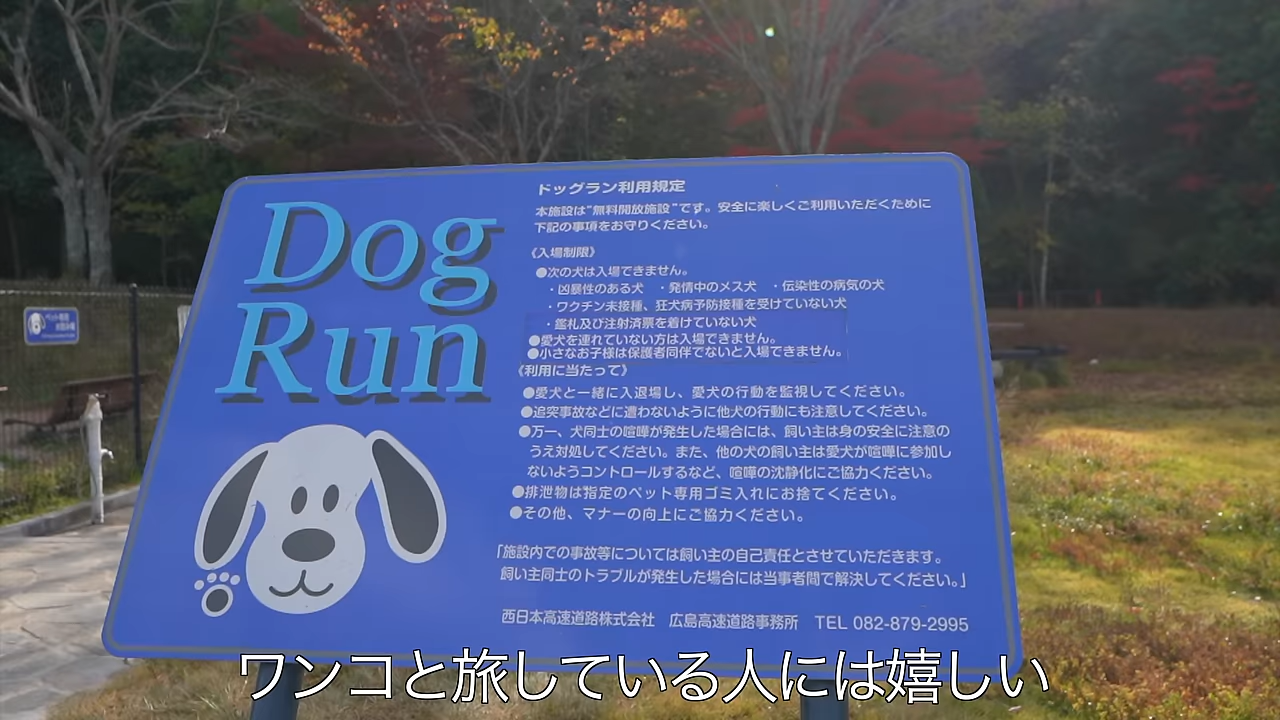 Dog
Run
ドッグラン利用規定
本施設は"無料開放施設"です。安全に楽しくご利用いただくために
下記の事項をお守りください。
《入場制限》
●次の犬は入場できません。
・凶暴性のある犬　・発情中のメス犬　・伝染性の病気の犬
・ワクチン未接種、狂犬病予防接種を受けていない犬
・鑑札及び注射済票を着けていない犬
●愛犬を連れていない方は入場できません。
●小さなお子様は保護者同伴でないと入場できません。
《利用に当たって》
●愛犬と一緒に入退場し、愛犬の行動を監視してください。
●追突事故などに遭わないように他犬の行動にも注意してください。
●万一、犬同士の喧嘩が発生した場合には、飼い主は身の安全に注意の
うえ対処してください。また、他の犬の飼い主は愛犬が喧嘩に参加し
ないようコントロールするなど、喧嘩の沈静化にご協力ください。
●排泄物は指定のペット専用ゴミ入れにお捨てください。
●その他、マナーの向上にご協力ください。
「施設内での事故等については飼い主の自己責任とさせていただきます。
飼い主同士のトラブルが発生した場合には当事者間で解決してください。」
西日本高速道路株式会社　広島高速道路事務所　TEL 082-879-2995
ワンコと旅している人には嬉しい